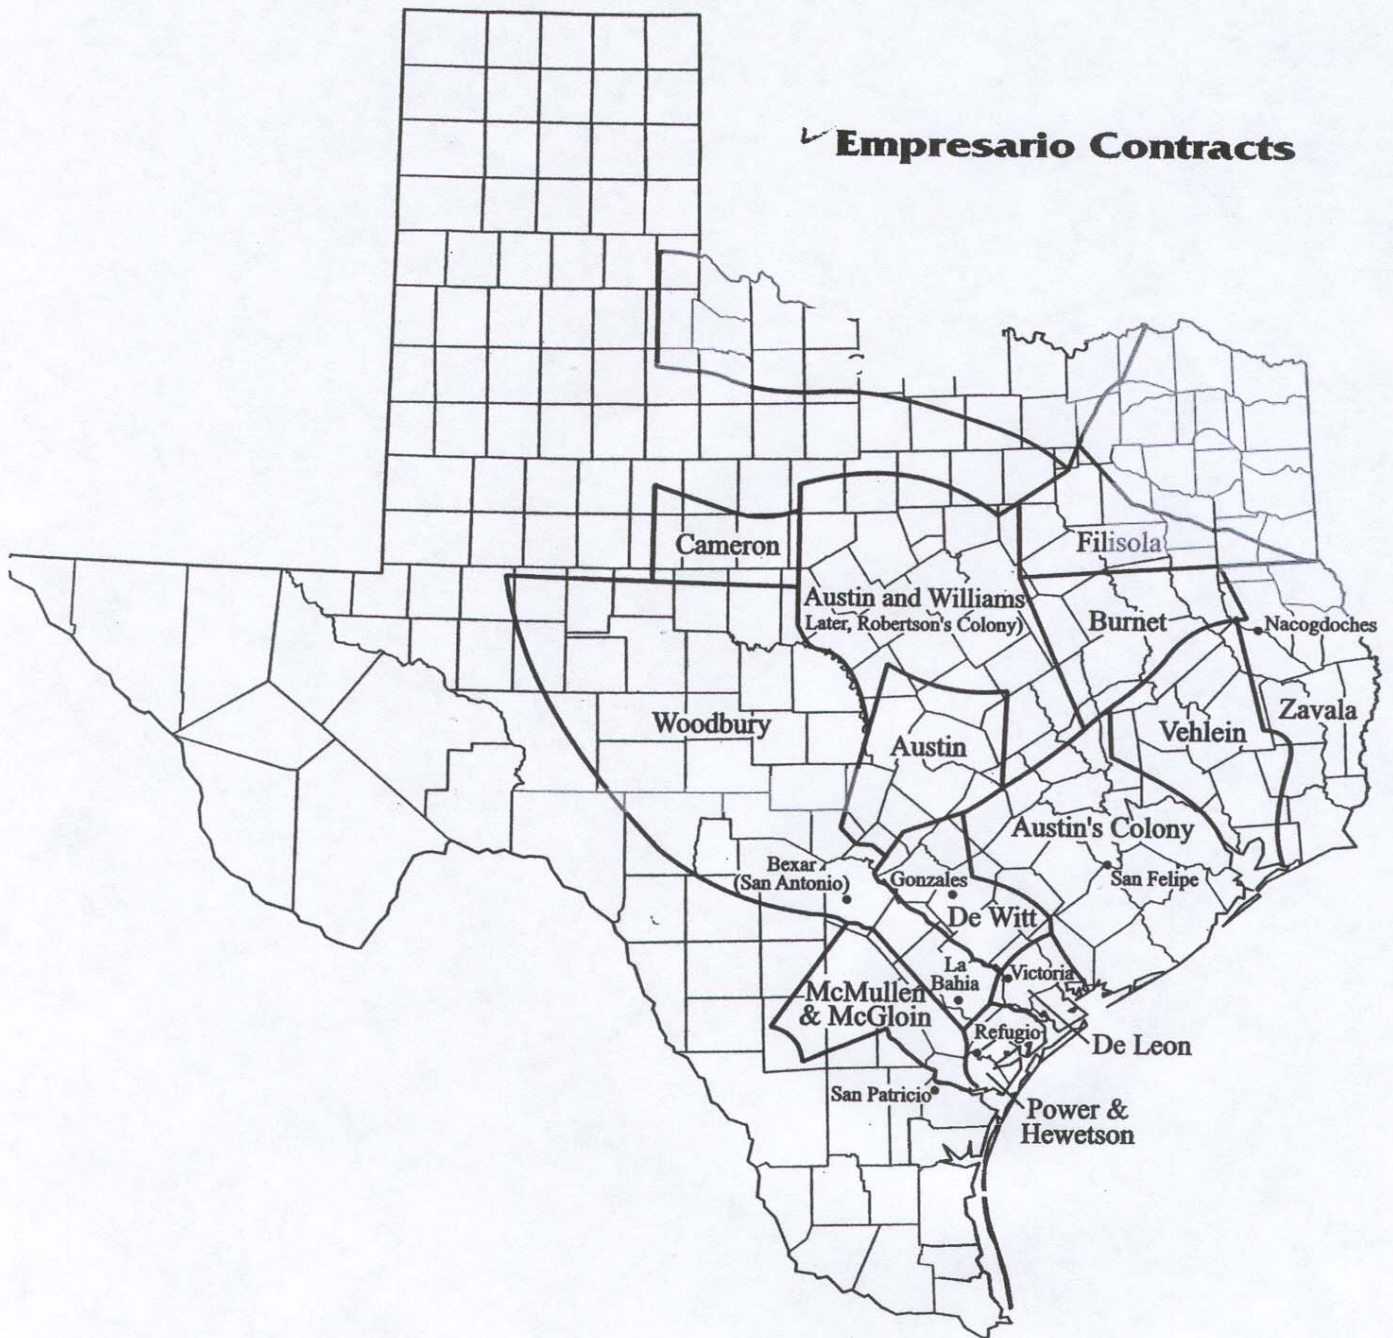 Empresario Contracts
Cameron
Filisola
Austin and Williams
Later, Robertson's Colony)
Burnet
Nacogdoches
Woodbury
Austin
Vehlein
Zavala
Austin's Colony
Bexar
(San Antonio)
Gonzales
San Felipe
De Witt
La
Bahia
Victoria
McMullen
& McGloin
Refugio
De Leon
San Patricio
Power &
Hewetson